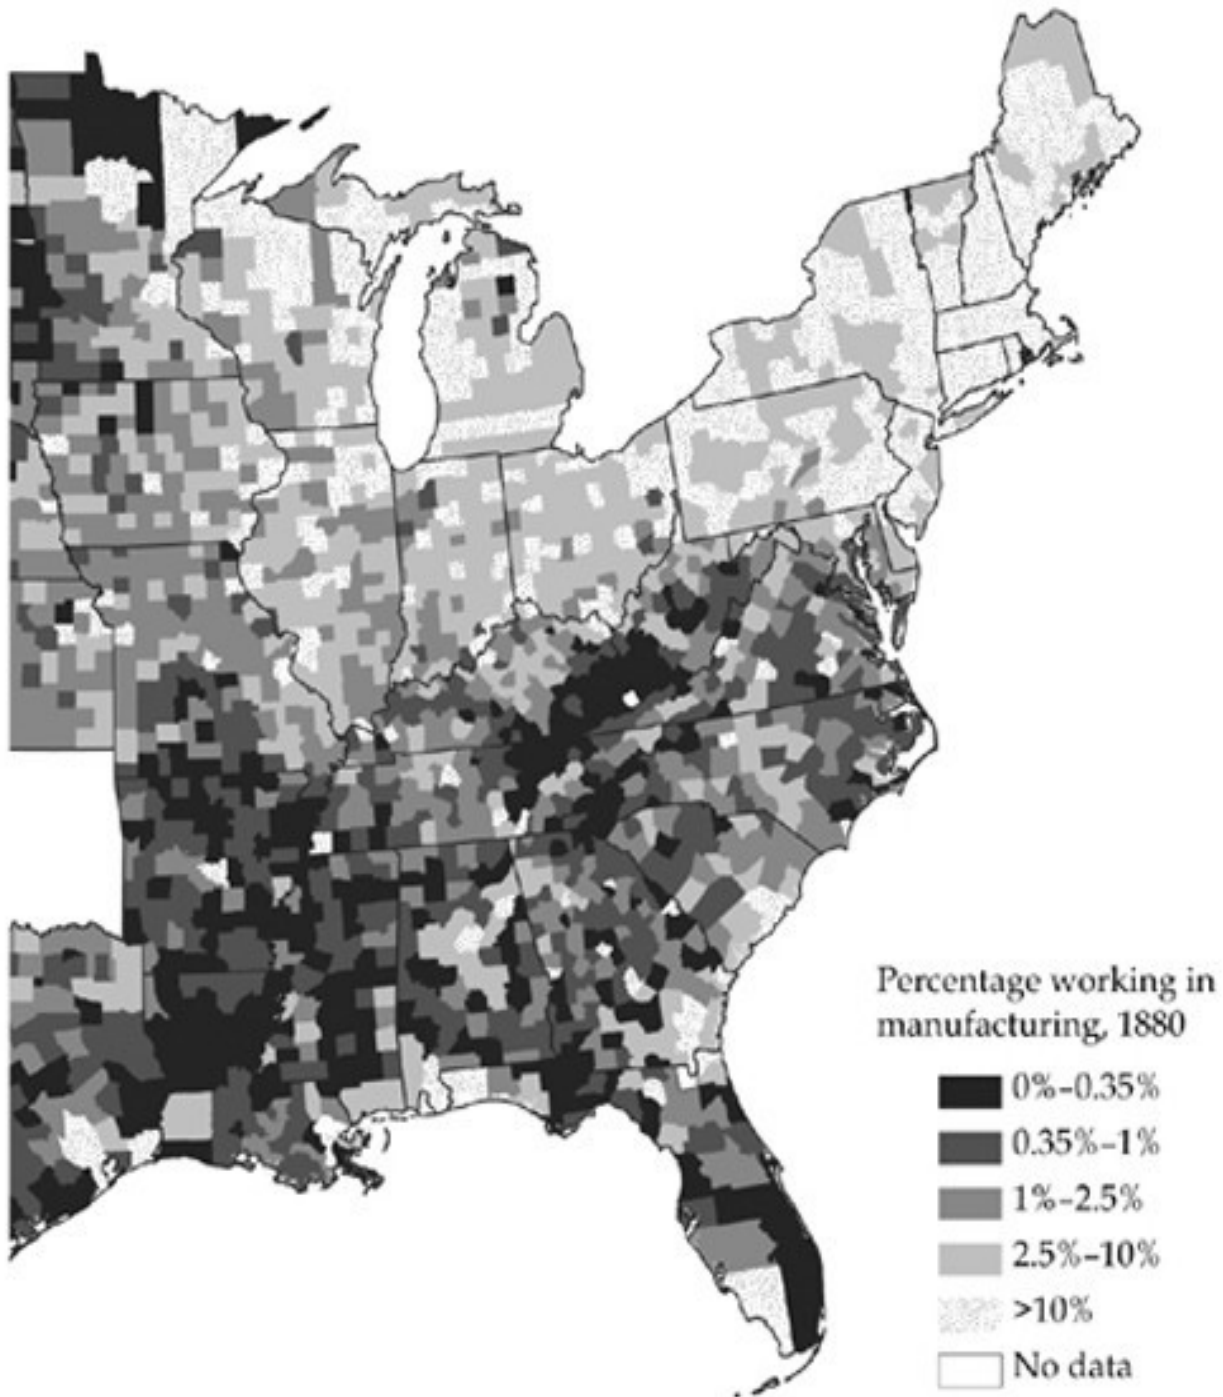 Percentage working in
manufacturing, 1880
0%–0.35%
0.35%–1%
1%–2.5%
2.5%–10%
>10%
No data